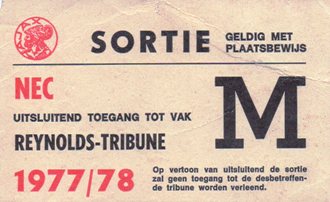 AJAX
SORTIE
GELDIG MET
PLAATSBEWIJS
NEC
UITSLUITEND TOEGANG TOT VAK
REYNOLDS-TRIBUNE
M
1977/78
Op vertoon van uitsluitend de sortie
zal geen toegang tot de desbetreffen-
de tribune worden verleend.